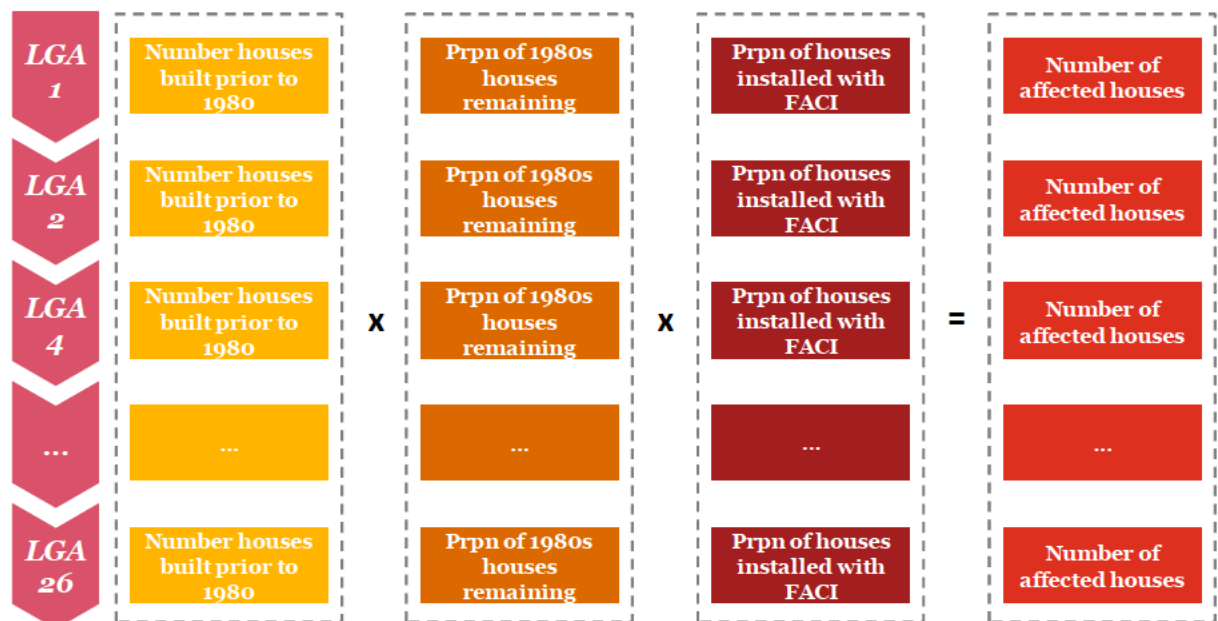 LGA
1
Number houses
built prior to
1980
Prpn of 1980s
houses
remaining
Prpn of houses
installed with
FACI
Number of
affected houses
LGA
2
Number houses
built prior to
1980
Prpn of 1980s
houses
remaining
Prpn of houses
installed with
FACI
Number of
affected houses
LGA
4
Number houses
built prior to
1980
x
Prpn of 1980s
houses
remaining
x
Prpn of houses
installed with
FACI
=
Number of
affected houses
...
...
...
...
...
LGA
26
Number houses
built prior to
1980
Prpn of 1980s
houses
remaining
Prpn of houses
installed with
FACI
Number of
affected houses